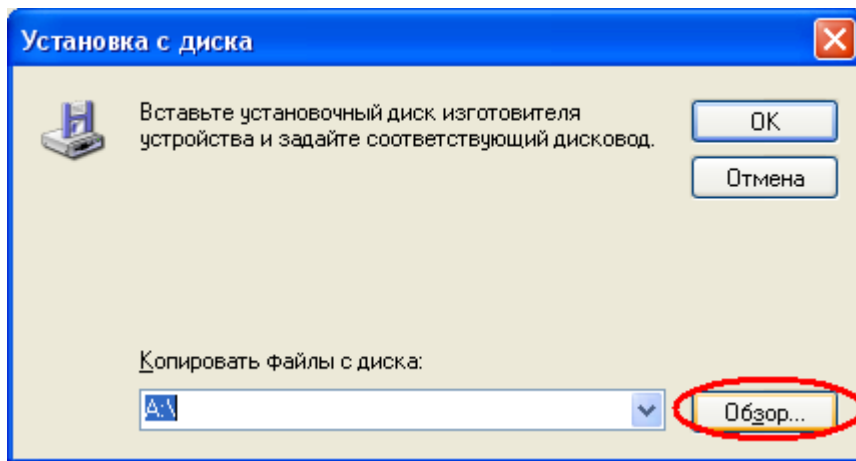 Установка с диска
Вставьте установочный диск изготовителя
устройства и задайте соответствующий дисковод.
OK
Отмена
Копировать файлы с диска:
A:\
Обзор...